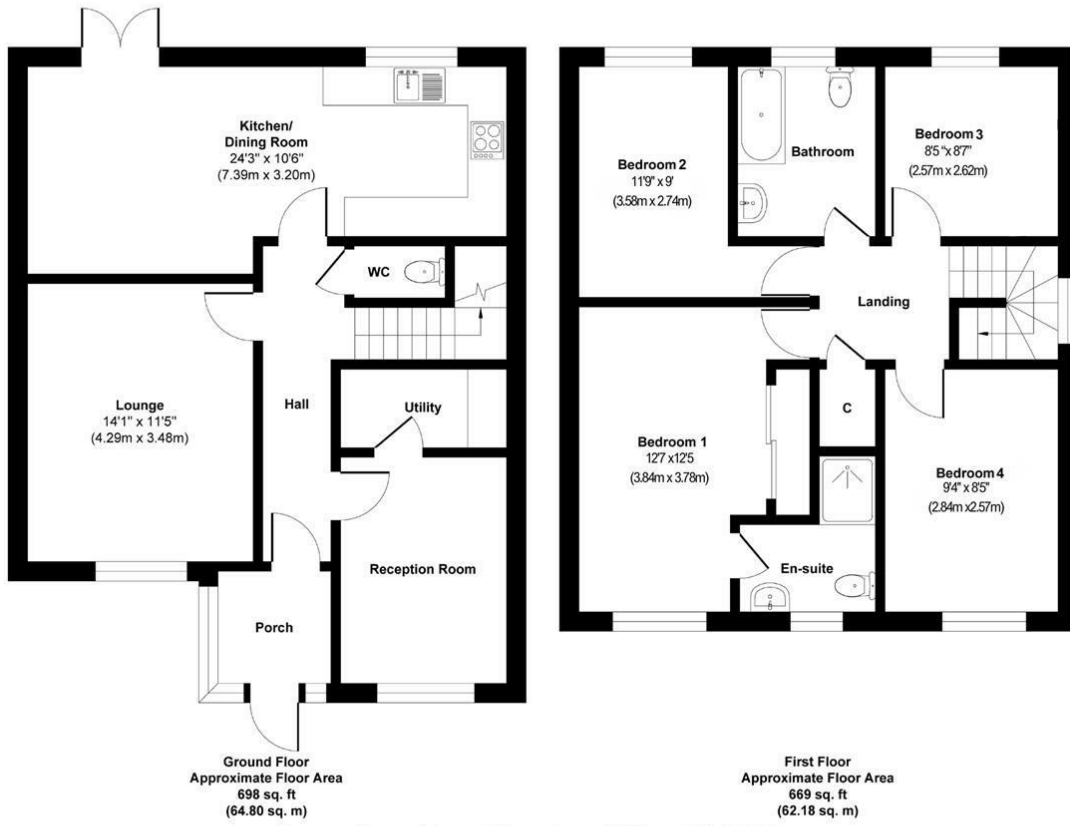 Kitchen/
Dining Room
24'3" x 10'6"
(7.39m x 3.20m)
WC
Lounge
14'1" x 11'5"
(4.29m x 3.48m)
Hall
Utility
Reception Room
Porch
Ground Floor
Approximate Floor Area
698 sq. ft
(64.80 sq. m)
Bedroom 2
11'9" x 9'
(3.58m x 2.74m)
Bathroom
Bedroom 3
8'5 "x 8'7"
(2.57m x 2.62m)
Landing
Bedroom 1
12'7 x12'5
(3.84m x 3.78m)
C
Bedroom 4
9'4" x 8'5"
(2.84m x2.57m)
En-suite
First Floor
Approximate Floor Area
669 sq. ft
(62.18 sq. m)